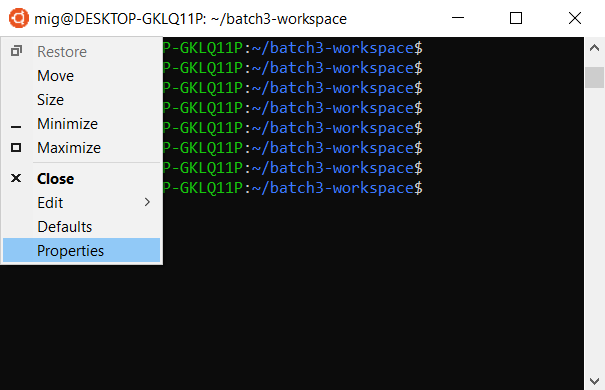 mig@DESKTOP-GKLQ11P: ~/batch3-workspace
Restore
Move
Size
Minimize
Maximize
Close
Edit
Defaults
Properties
P-GKLQ11P:~/batch3-workspace$
P-GKLQ11P:~/batch3-workspace$
P-GKLQ11P:~/batch3-workspace$
P-GKLQ11P:~/batch3-workspace$
P-GKLQ11P:~/batch3-workspace$
P-GKLQ11P:~/batch3-workspace$
P-GKLQ11P:~/batch3-workspace$
P-GKLQ11P:~/batch3-workspace$